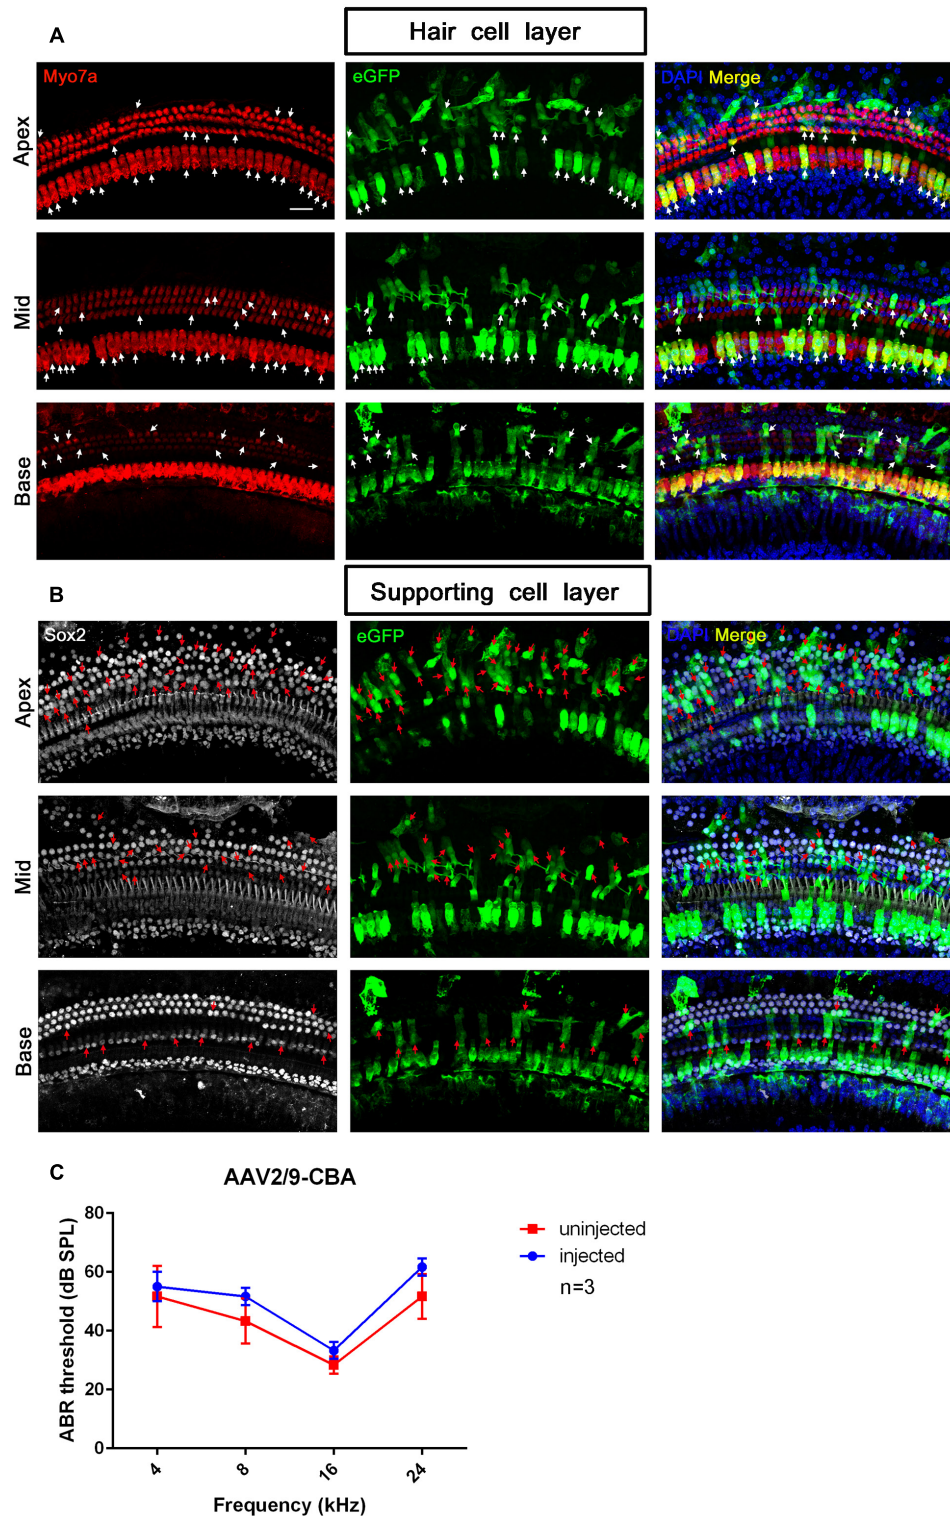 A
Hair cell layer
Myo7a
eGFP
DAPI Merge
Apex
Mid
Base
B
Supporting cell layer
Sox2
eGFP
DAPI Merge
Apex
Mid
Base
C
AAV2/9-CBA
80
60
40
20
0
ABR threshold (dB SPL)
4
8
16
24
Frequency (kHz)
uninjected
injected
n=3